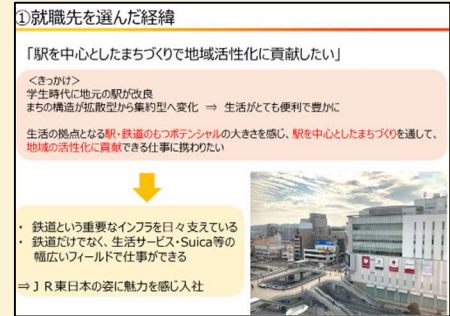 ①就職先を選んだ経緯
「駅を中心としたまちづくりで地域活性化に貢献したい」
＜きっかけ＞
学生時代に地元の駅が改良
まちの構造が拡散型から集約型へ変化 ⇒ 生活がとても便利で豊かに
生活の拠点となる駅・鉄道のもつポテンシャルの大きさを感じ、駅を中心としたまちづくりを通して、
地域の活性化に貢献できる仕事に携わりたい
・ 鉄道という重要なインフラを日々支えている
・ 鉄道だけでなく、生活サービス・Suica等の
幅広いフィールドで仕事ができる
⇒ＪＲ東日本の姿に魅力を感じ入社